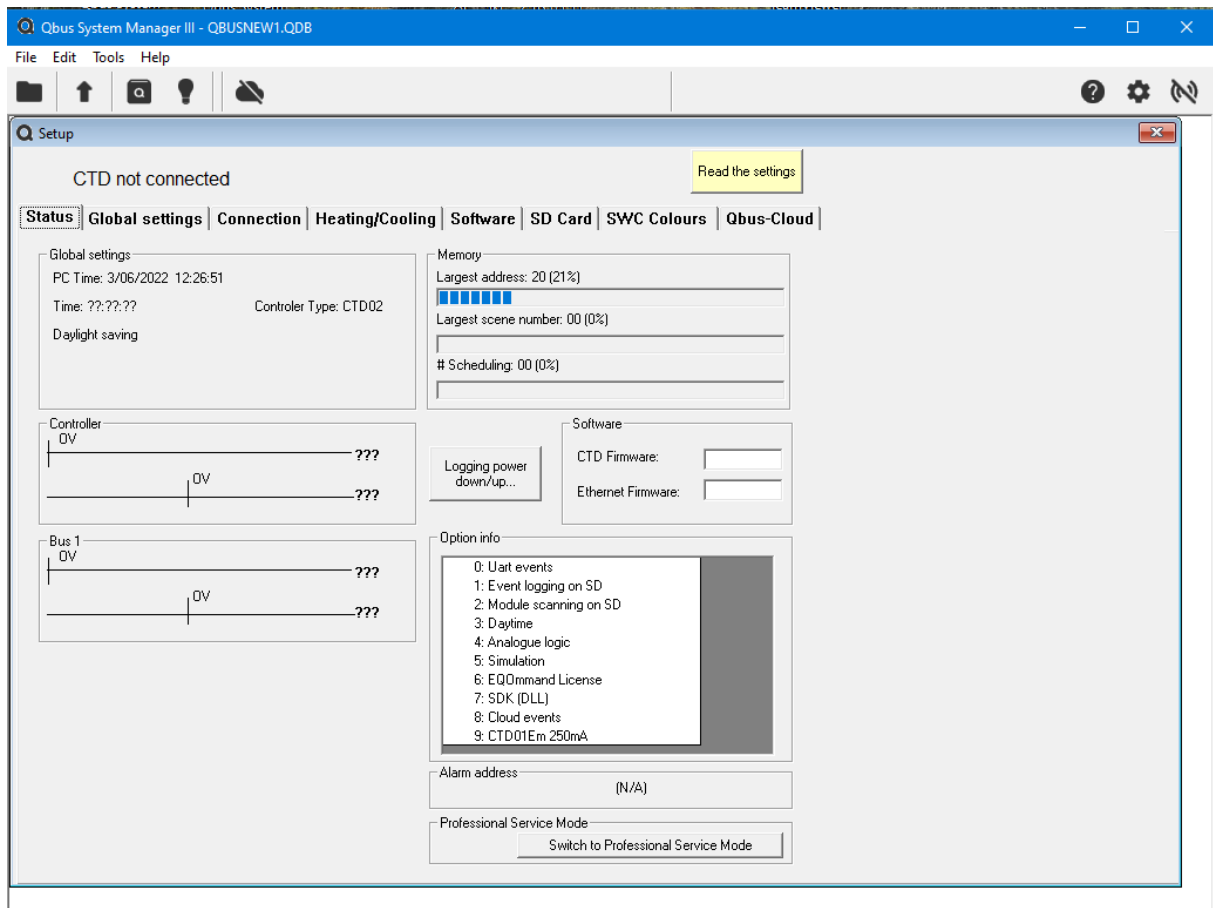 Qbus System Manager III - QBUSNEW1.QDB
File Edit Tools Help
Setup
CTD not connected
Read the settings
Status Global settings Connection Heating/Cooling Software SD Card SWC Colours Qbus-Cloud
Global settings
PC Time: 3/06/2022 12:26:51
Time: ??:??:??
Controler Type: CTD02
Daylight saving
Memory
Largest address: 20 (21%)
Largest scene number: 00 (0%)
# Scheduling: 00 (0%)
Controller
0V
???
0V
???
Logging power
down/up...
Software
CTD Firmware:
Ethernet Firmware:
Bus 1
0V
???
0V
???
Option info
0: Uart events
1: Event logging on SD
2: Module scanning on SD
3: Daytime
4: Analogue logic
5: Simulation
6: EQOmmand License
7: SDK (DLL)
8: Cloud events
9: CTD01Em 250mA
Alarm address
(N/A)
Professional Service Mode
Switch to Professional Service Mode